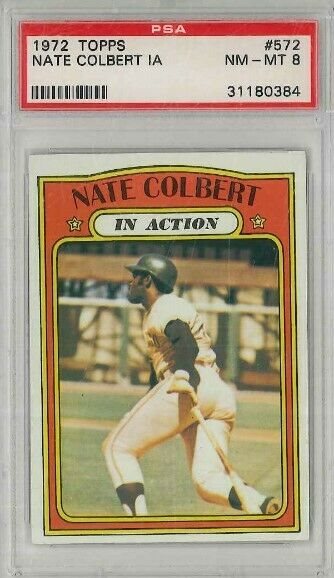 PSA
1972 TOPPS #572
NATE COLBERT IA NM-MT 8
31180384
NATE COLBERT
IN ACTION